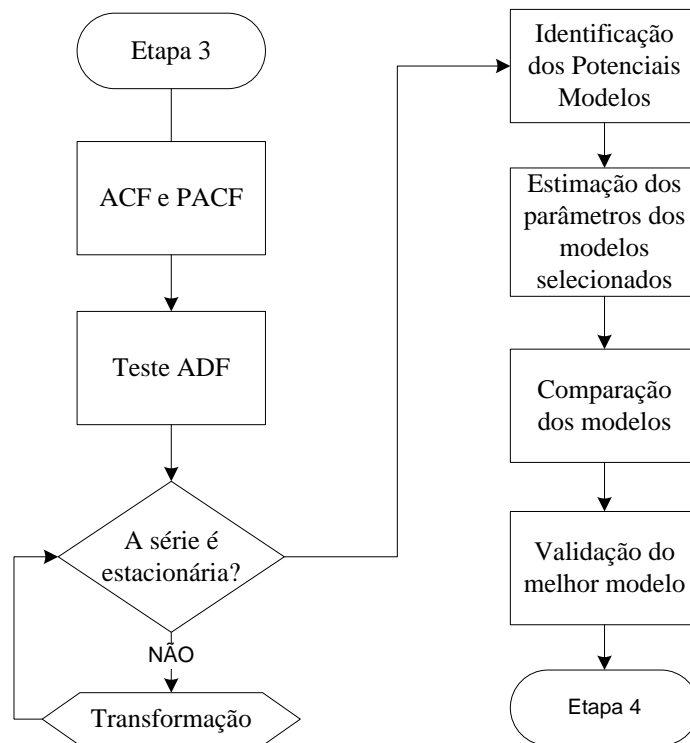 Etapa 3
ACF e PACF
Teste ADF
A série é
estacionária?
NÃO
Transformação
Identificação
dos Potenciais
Modelos
Estimação dos
parâmetros dos
modelos
selecionados
Comparação
dos modelos
Validação do
melhor modelo
Etapa 4